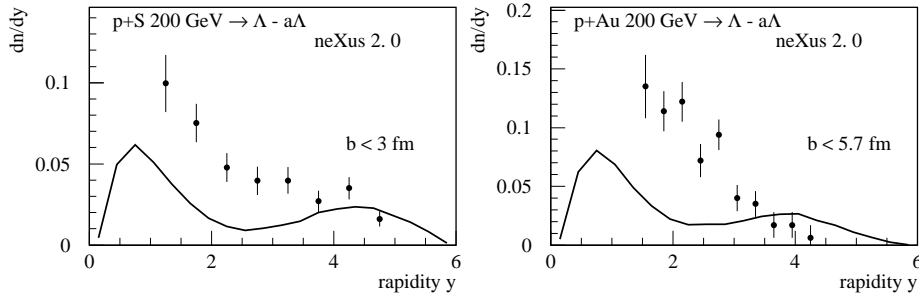 dn/dy
p+S 200 GeV → Λ - aΛ
neXus 2. 0
b < 3 fm
0.1
0.05
0
0 2 4 6
rapidity y
dn/dy
p+Au 200 GeV → Λ - aΛ
neXus 2. 0
b < 5.7 fm
0.2
0.15
0.1
0.05
0
0 2 4 6
rapidity y